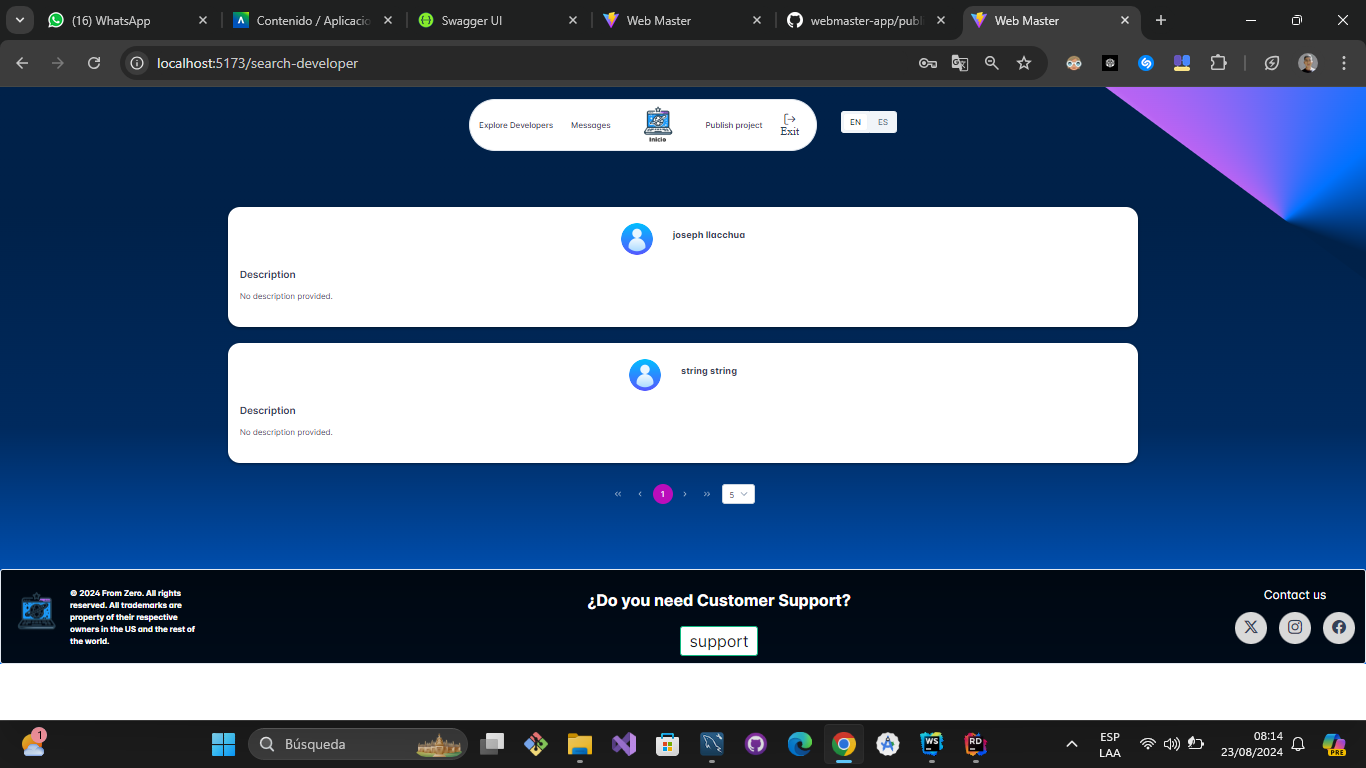 (16) WhatsApp
Contenido / Aplicacio
Swagger UI
Web Master
webmaster-app/publ
Web Master
localhost:5173/search-developer
Explore Developers
Messages
Inicio
Publish project
Exit
EN
ES
joseph llacchua
Description
No description provided.
string string
Description
No description provided.
« ‹ 1 › »
5
© 2024 From Zero. All rights
reserved. All trademarks are
property of their respective
owners in the US and the rest of
the world.
¿Do you need Customer Support?
support
Contact us
1
Búsqueda
WS
RD
ESP
LAA
08:14
23/08/2024
PRE